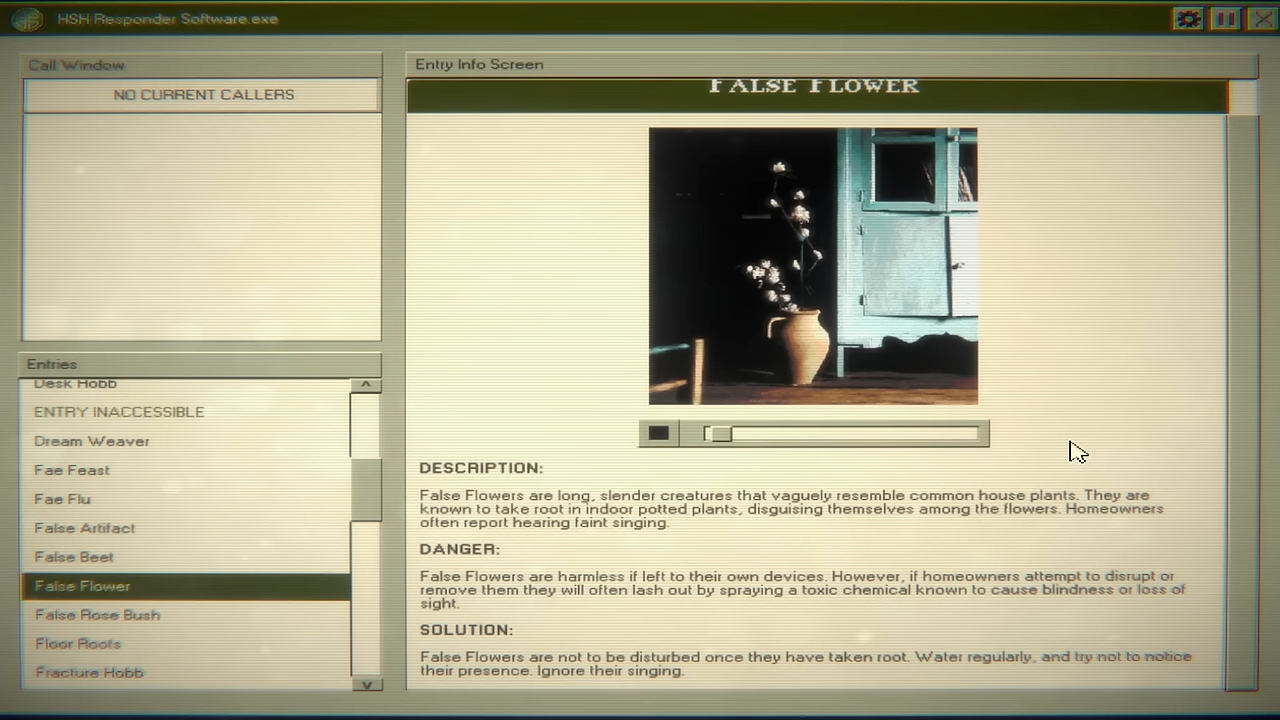 HSH Responder Software.exe
Call Window
NO CURRENT CALLERS
Entries
Desk Hobb
ENTRY INACCESSIBLE
Dream Weaver
Fae Feast
Fae Flu
False Artifact
False Beet
False Flower
False Rose Bush
Floor Roots
Fracture Hobb
Entry Info Screen
FALSE FLOWER
DESCRIPTION:
False Flowers are long, slender creatures that vaguely resemble common house plants. They are
known to take root in indoor potted plants, disguising themselves among the flowers. Homeowners
often report hearing faint singing.
DANGER:
False Flowers are harmless if left to their own devices. However, if homeowners attempt to disrupt or
remove them they will often lash out by spraying a toxic chemical known to cause blindness or loss of
sight.
SOLUTION:
False Flowers are not to be disturbed once they have taken root. Water regularly, and try not to notice
their presence. Ignore their singing.